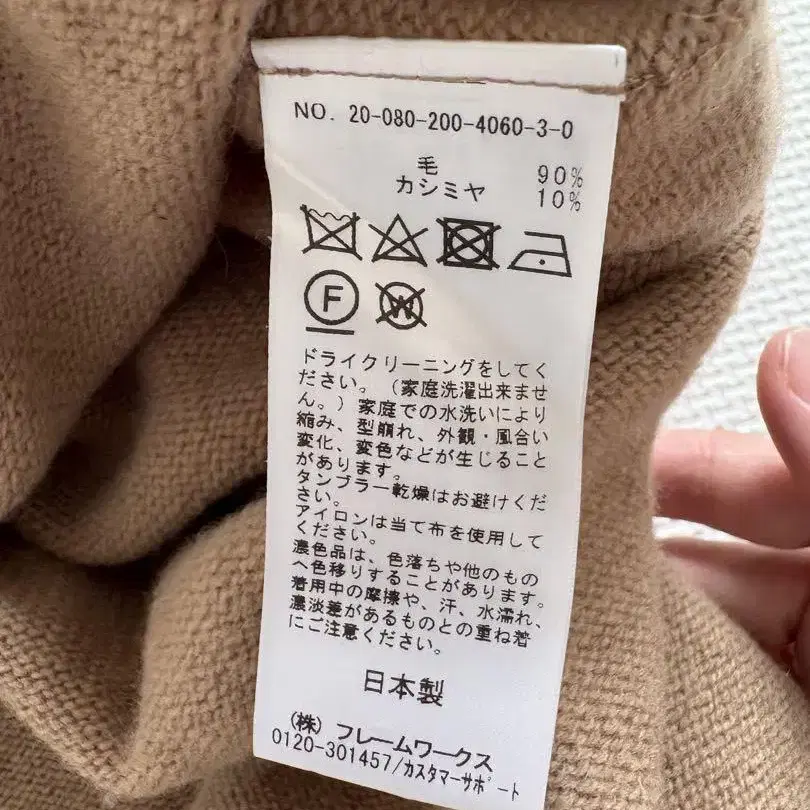 NO. 20-080-200-4060-3-0
毛 90%
カシミヤ 10%
F
W
ドライクリーニングをしてく
ださい。（家庭洗濯出来ませ
ん。）家庭での水洗いにより
縮み、型崩れ、外観・風合い
変化、変色などが生じること
があります。
タンブラー乾燥はお避けくだ
さい。
アイロンは当て布を使用して
ください。
濃色品は、色落ちや他のもの
へ色移りすることがあります。
着用中の摩擦や、汗、水濡れ、
濃淡差があるものとの重ね着
にご注意ください。
日本製
（株）フレームワークス
0120-301457/カスタマーサポート